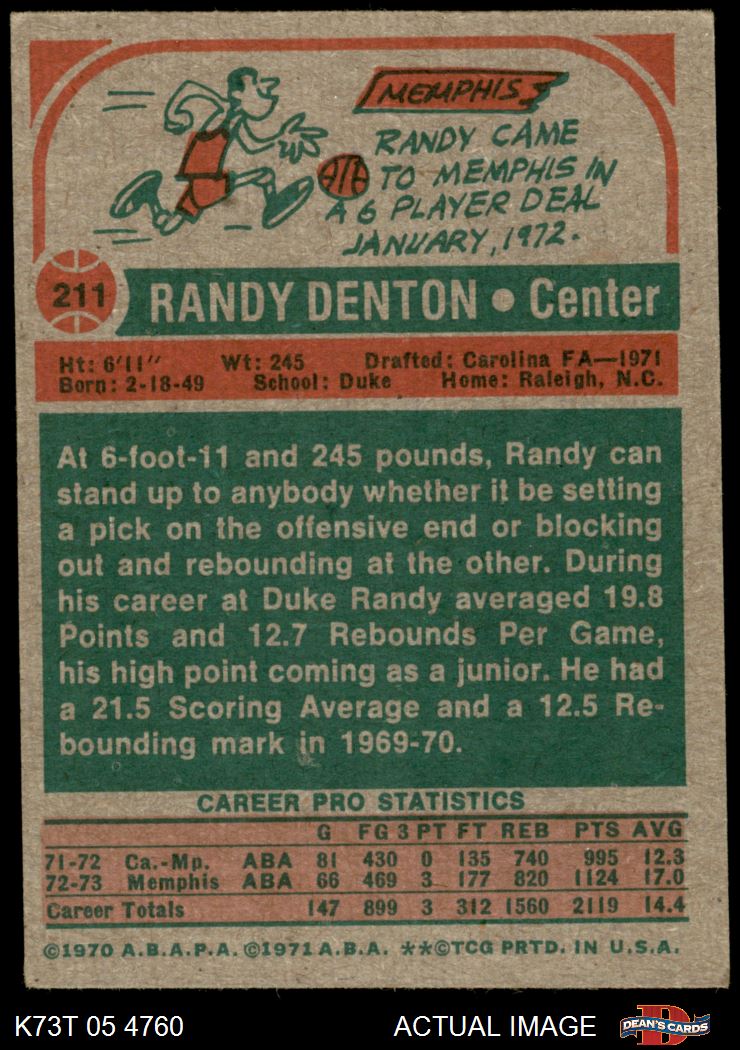 MEMPHIS
RANDY CAME
TO MEMPHIS IN
A 6 PLAYER DEAL
JANUARY, 1972.
211
RANDY DENTON • Center
Ht: 6'11" Wt: 245 Drafted: Carolina FA—1971
Born: 2-18-49 School: Duke Home: Raleigh, N.C.
At 6-foot-11 and 245 pounds, Randy can
stand up to anybody whether it be setting
a pick on the offensive end or blocking
out and rebounding at the other. During
his career at Duke Randy averaged 19.8
Points and 12.7 Rebounds Per Game,
his high point coming as a junior. He had
a 21.5 Scoring Average and a 12.5 Re-
bounding mark in 1969-70.
CAREER PRO STATISTICS
G FG 3 PT FT REB PTS AVG
71-72 Ca.-Mp. ABA 81 430 0 135 740 995 12.3
72-73 Memphis ABA 66 469 3 177 820 1124 17.0
Career Totals 147 899 3 312 1560 2119 14.4
©1970 A.B.A.P.A. ©1971 A.B.A. **©TCG PRTD. IN U.S.A.
K73T 05 4760 ACTUAL IMAGE DEAN'S CARDS